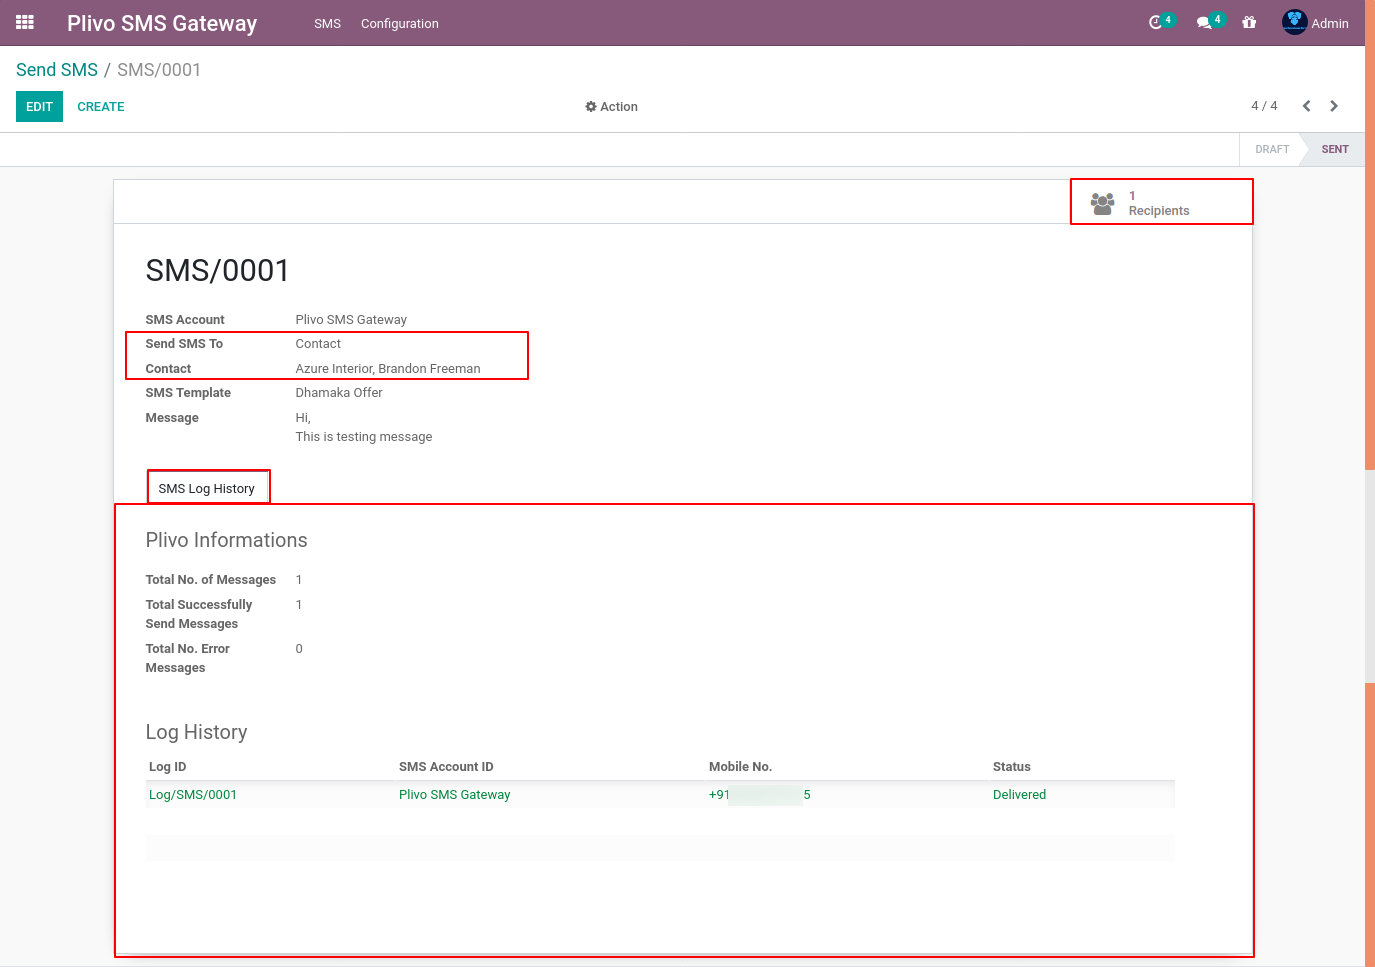 Plivo SMS Gateway SMS Configuration 4 4 Admin
Send SMS / SMS/0001
EDIT CREATE Action 4 / 4
DRAFT SENT
1
Recipients
SMS/0001
SMS Account Plivo SMS Gateway
Send SMS To Contact
Contact Azure Interior, Brandon Freeman
SMS Template Dhamaka Offer
Message Hi,
This is testing message
SMS Log History
Plivo Informations
Total No. of Messages 1
Total Successfully 1
Send Messages
Total No. Error 0
Messages
Log History
Log ID SMS Account ID Mobile No. Status
Log/SMS/0001 Plivo SMS Gateway +91 5 Delivered